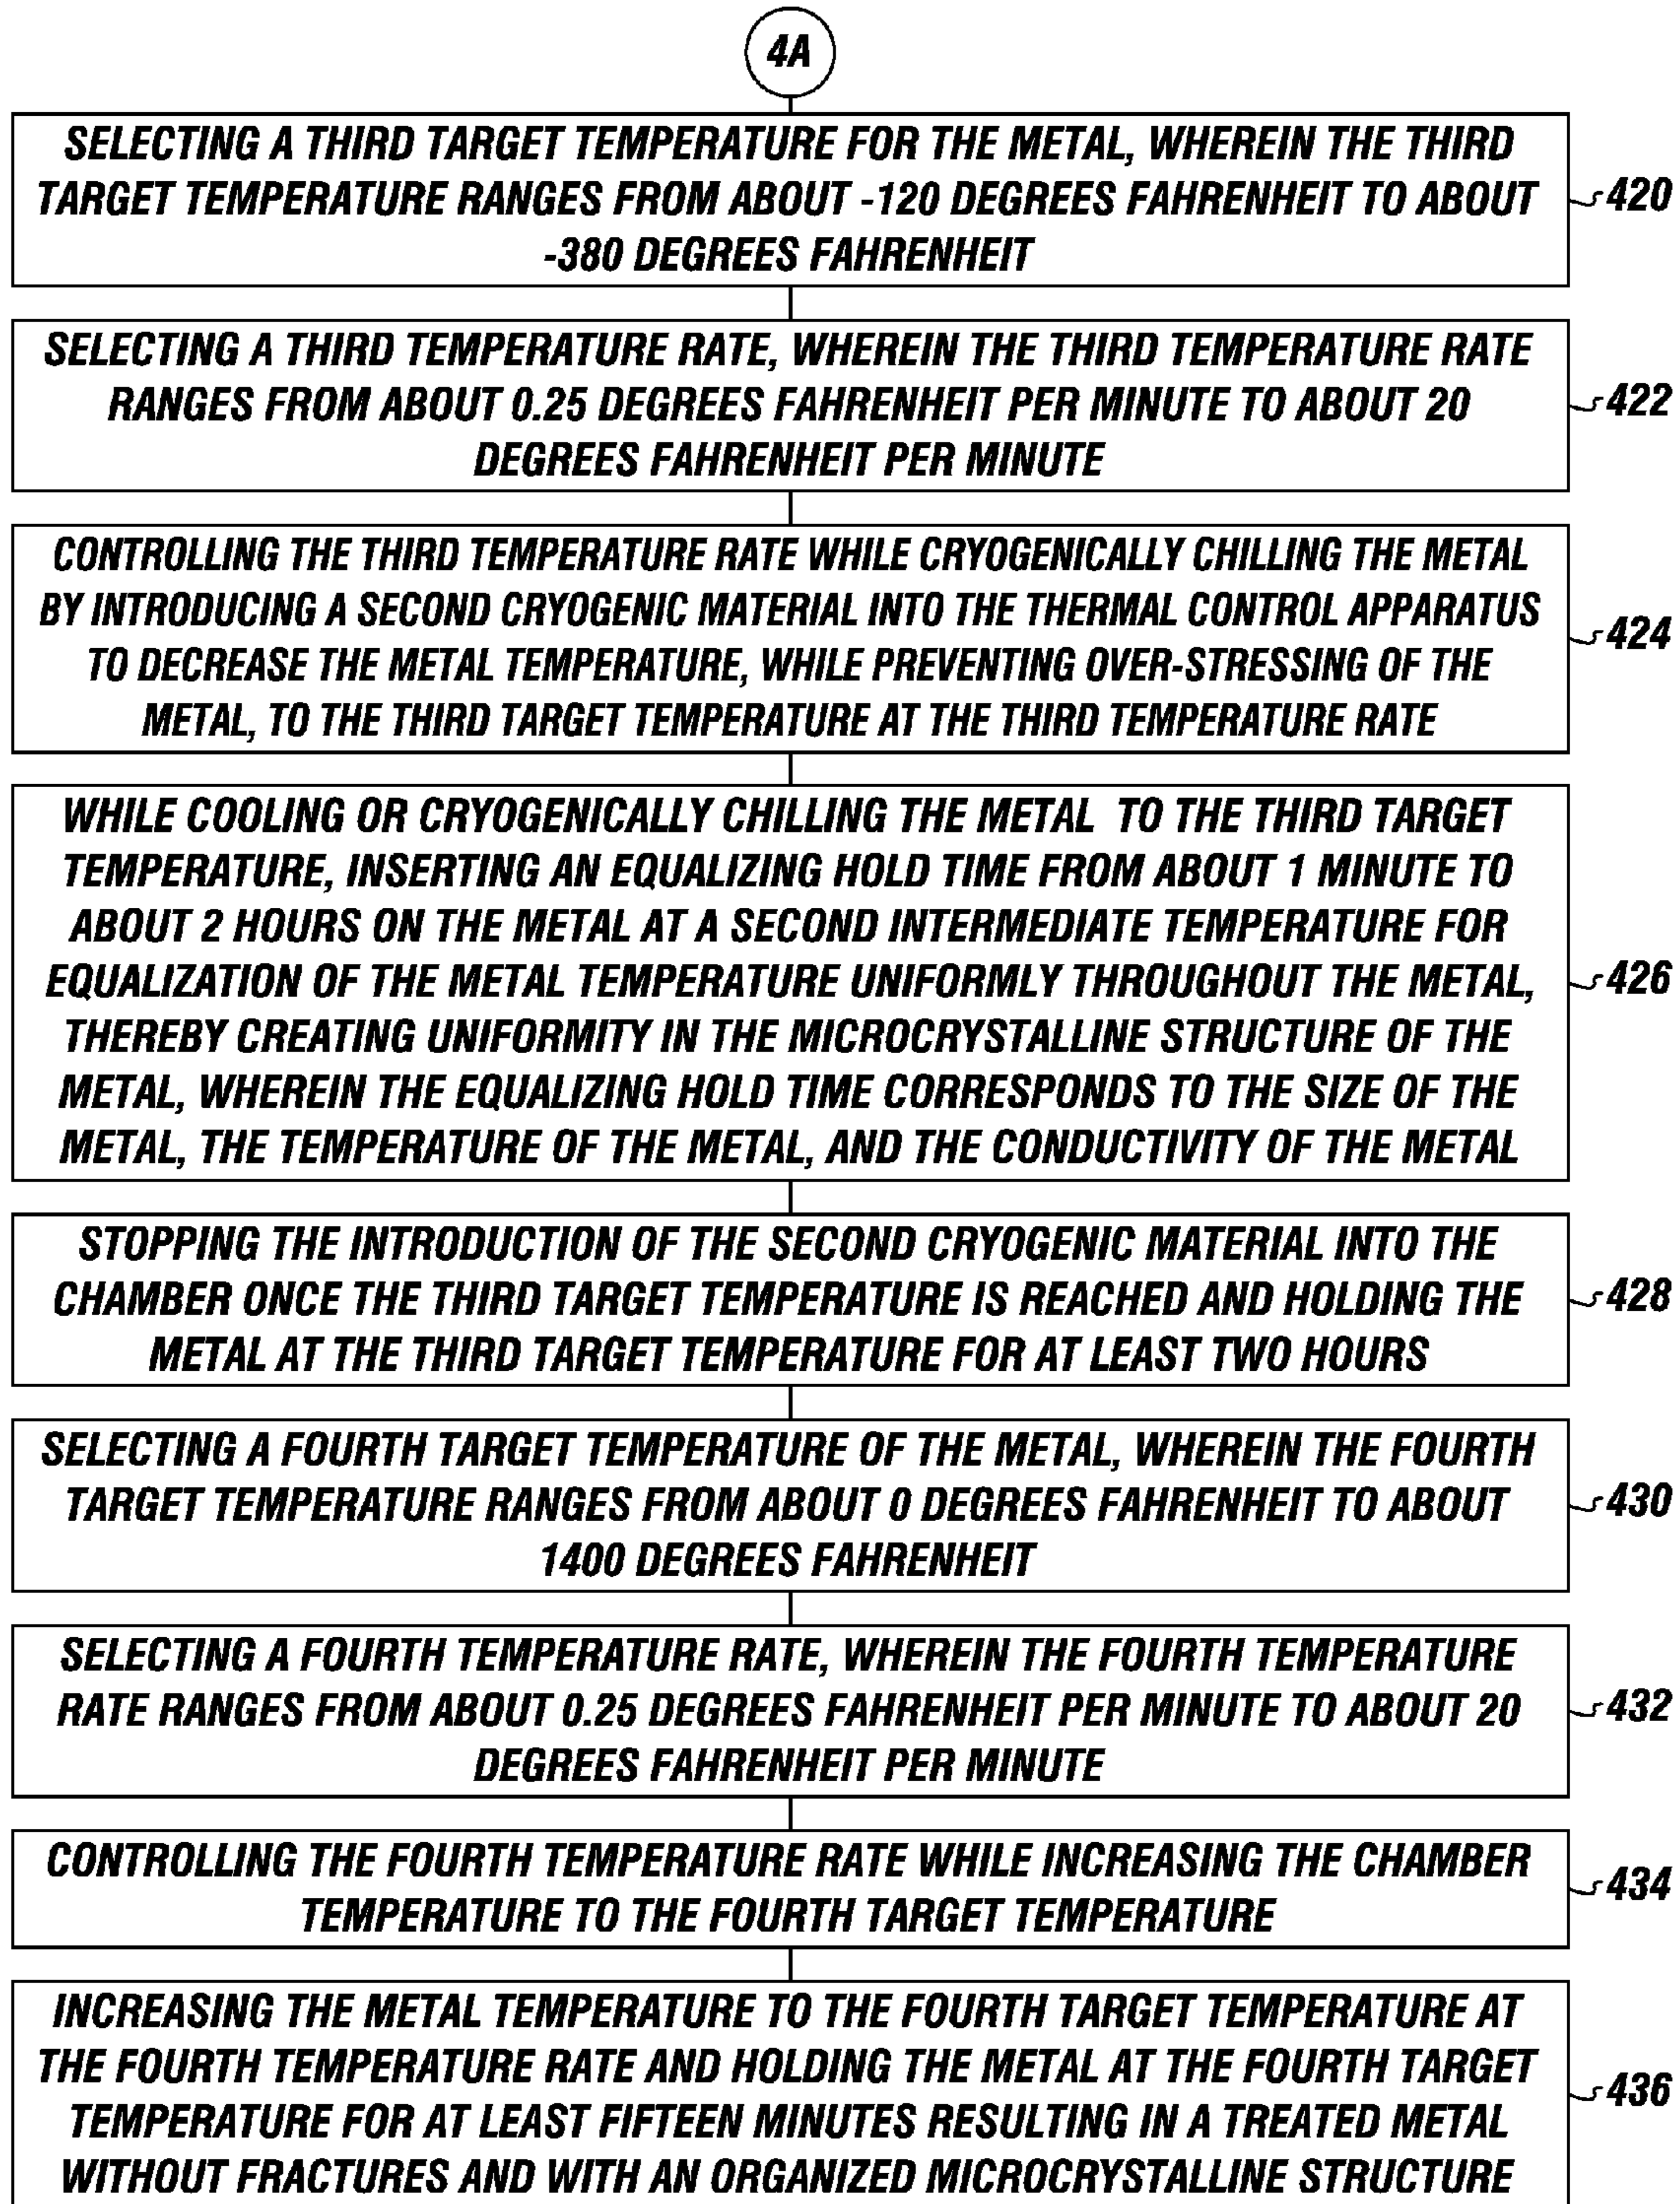 4A
SELECTING A THIRD TARGET TEMPERATURE FOR THE METAL, WHEREIN THE THIRD
TARGET TEMPERATURE RANGES FROM ABOUT -120 DEGREES FAHRENHEIT TO ABOUT
-380 DEGREES FAHRENHEIT
420
SELECTING A THIRD TEMPERATURE RATE, WHEREIN THE THIRD TEMPERATURE RATE
RANGES FROM ABOUT 0.25 DEGREES FAHRENHEIT PER MINUTE TO ABOUT 20
DEGREES FAHRENHEIT PER MINUTE
422
CONTROLLING THE THIRD TEMPERATURE RATE WHILE CRYOGENICALLY CHILLING THE METAL
BY INTRODUCING A SECOND CRYOGENIC MATERIAL INTO THE THERMAL CONTROL APPARATUS
TO DECREASE THE METAL TEMPERATURE, WHILE PREVENTING OVER-STRESSING OF THE
METAL, TO THE THIRD TARGET TEMPERATURE AT THE THIRD TEMPERATURE RATE
424
WHILE COOLING OR CRYOGENICALLY CHILLING THE METAL TO THE THIRD TARGET
TEMPERATURE, INSERTING AN EQUALIZING HOLD TIME FROM ABOUT 1 MINUTE TO
ABOUT 2 HOURS ON THE METAL AT A SECOND INTERMEDIATE TEMPERATURE FOR
EQUALIZATION OF THE METAL TEMPERATURE UNIFORMLY THROUGHOUT THE METAL,
THEREBY CREATING UNIFORMITY IN THE MICROCRYSTALLINE STRUCTURE OF THE
METAL, WHEREIN THE EQUALIZING HOLD TIME CORRESPONDS TO THE SIZE OF THE
METAL, THE TEMPERATURE OF THE METAL, AND THE CONDUCTIVITY OF THE METAL
426
STOPPING THE INTRODUCTION OF THE SECOND CRYOGENIC MATERIAL INTO THE
CHAMBER ONCE THE THIRD TARGET TEMPERATURE IS REACHED AND HOLDING THE
METAL AT THE THIRD TARGET TEMPERATURE FOR AT LEAST TWO HOURS
428
SELECTING A FOURTH TARGET TEMPERATURE OF THE METAL, WHEREIN THE FOURTH
TARGET TEMPERATURE RANGES FROM ABOUT 0 DEGREES FAHRENHEIT TO ABOUT
1400 DEGREES FAHRENHEIT
430
SELECTING A FOURTH TEMPERATURE RATE, WHEREIN THE FOURTH TEMPERATURE
RATE RANGES FROM ABOUT 0.25 DEGREES FAHRENHEIT PER MINUTE TO ABOUT 20
DEGREES FAHRENHEIT PER MINUTE
432
CONTROLLING THE FOURTH TEMPERATURE RATE WHILE INCREASING THE CHAMBER
TEMPERATURE TO THE FOURTH TARGET TEMPERATURE
434
INCREASING THE METAL TEMPERATURE TO THE FOURTH TARGET TEMPERATURE AT
THE FOURTH TEMPERATURE RATE AND HOLDING THE METAL AT THE FOURTH TARGET
TEMPERATURE FOR AT LEAST FIFTEEN MINUTES RESULTING IN A TREATED METAL
WITHOUT FRACTURES AND WITH AN ORGANIZED MICROCRYSTALLINE STRUCTURE
436